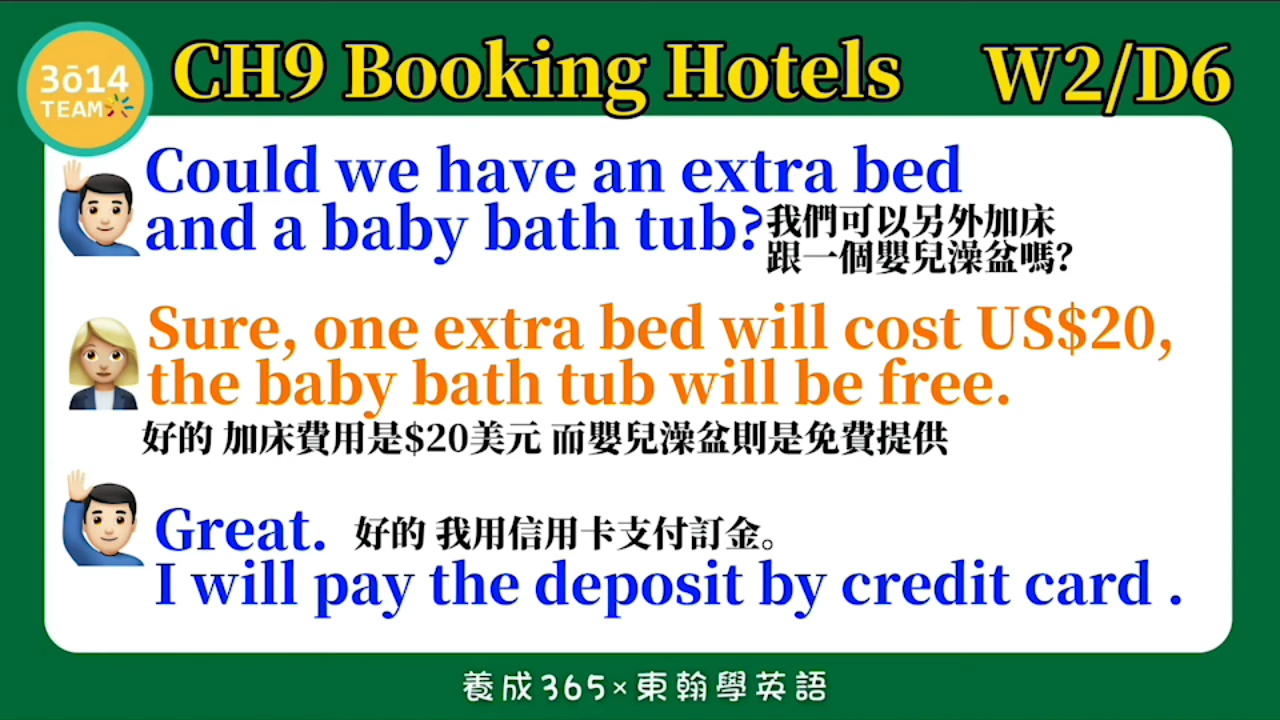 3ō14
TEAM
CH9 Booking Hotels
W2/D6
Could we have an extra bed
and a baby bath tub?
我們可以另外加床
跟一個嬰兒澡盆嗎?
Sure, one extra bed will cost US$20,
the baby bath tub will be free.
好的 加床費用是$20美元 而嬰兒澡盆則是免費提供
Great.
好的 我用信用卡支付訂金。
I will pay the deposit by credit card .
養成365×東翰學英語